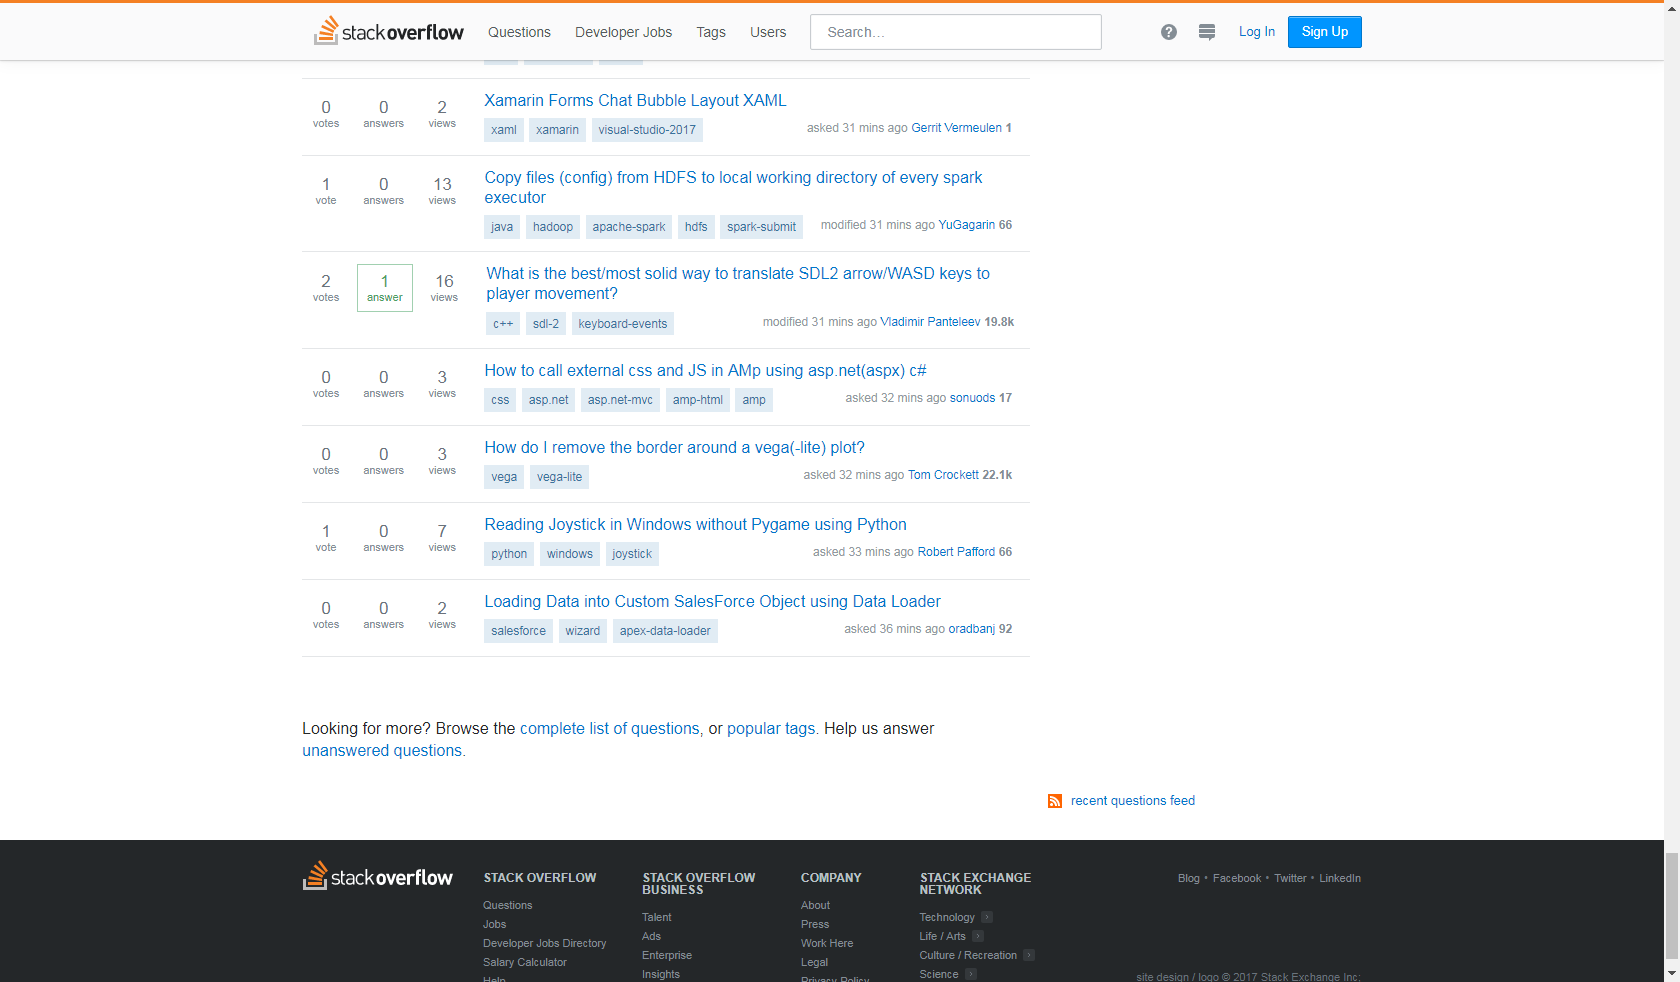 stack overflow Questions Developer Jobs Tags Users Search... ? Log In Sign Up
0 votes 0 answers 2 views
Xamarin Forms Chat Bubble Layout XAML
xaml xamarin visual-studio-2017
asked 31 mins ago Gerrit Vermeulen 1
1 vote 0 answers 13 views
Copy files (config) from HDFS to local working directory of every spark
executor
java hadoop apache-spark hdfs spark-submit
modified 31 mins ago YuGagarin 66
2 votes 1 answer 16 views
What is the best/most solid way to translate SDL2 arrow/WASD keys to
player movement?
c++ sdl-2 keyboard-events
modified 31 mins ago Vladimir Panteleev 19.8k
0 votes 0 answers 3 views
How to call external css and JS in AMp using asp.net(aspx) c#
css asp.net asp.net-mvc amp-html amp
asked 32 mins ago sonuods 17
0 votes 0 answers 3 views
How do I remove the border around a vega(-lite) plot?
vega vega-lite
asked 32 mins ago Tom Crockett 22.1k
1 vote 0 answers 7 views
Reading Joystick in Windows without Pygame using Python
python windows joystick
asked 33 mins ago Robert Pafford 66
0 votes 0 answers 2 views
Loading Data into Custom SalesForce Object using Data Loader
salesforce wizard apex-data-loader
asked 36 mins ago oradbanj 92
Looking for more? Browse the complete list of questions, or popular tags. Help us answer
unanswered questions.
recent questions feed
stack overflow
STACK OVERFLOW
Questions
Jobs
Developer Jobs Directory
Salary Calculator
Help
STACK OVERFLOW
BUSINESS
Talent
Ads
Enterprise
Insights
COMPANY
About
Press
Work Here
Legal
Privacy Policy
STACK EXCHANGE
NETWORK
Technology
Life / Arts
Culture / Recreation
Science
Blog • Facebook • Twitter • LinkedIn
site design / logo © 2017 Stack Exchange Inc;